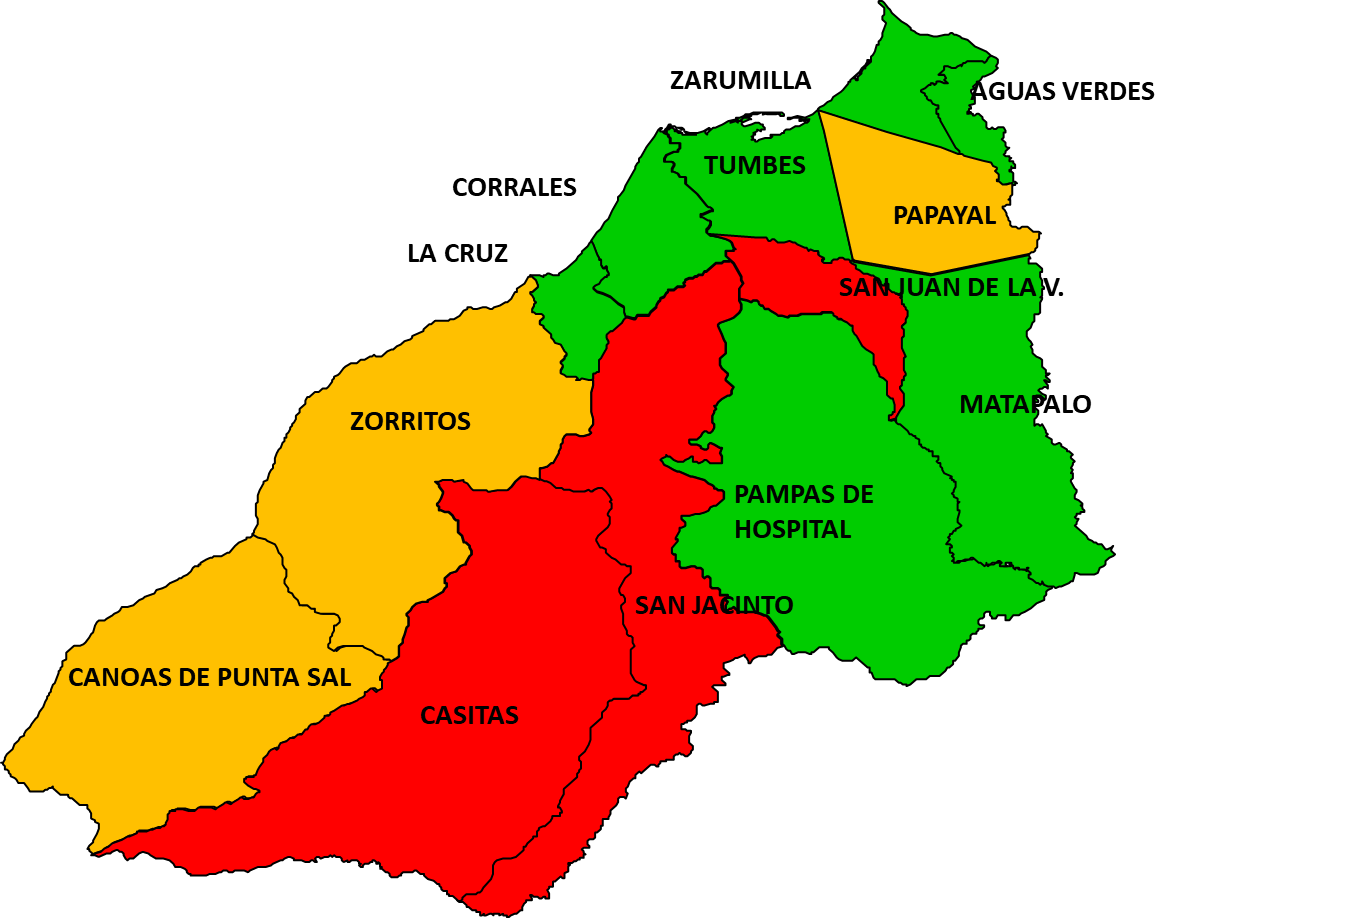 ZARUMILLA
AGUAS VERDES
TUMBES
CORRALES
PAPAYAL
LA CRUZ
SAN JUAN DE LA V.
MATAPALO
ZORRITOS
PAMPAS DE
HOSPITAL
SAN JACINTO
CANOAS DE PUNTA SAL
CASITAS